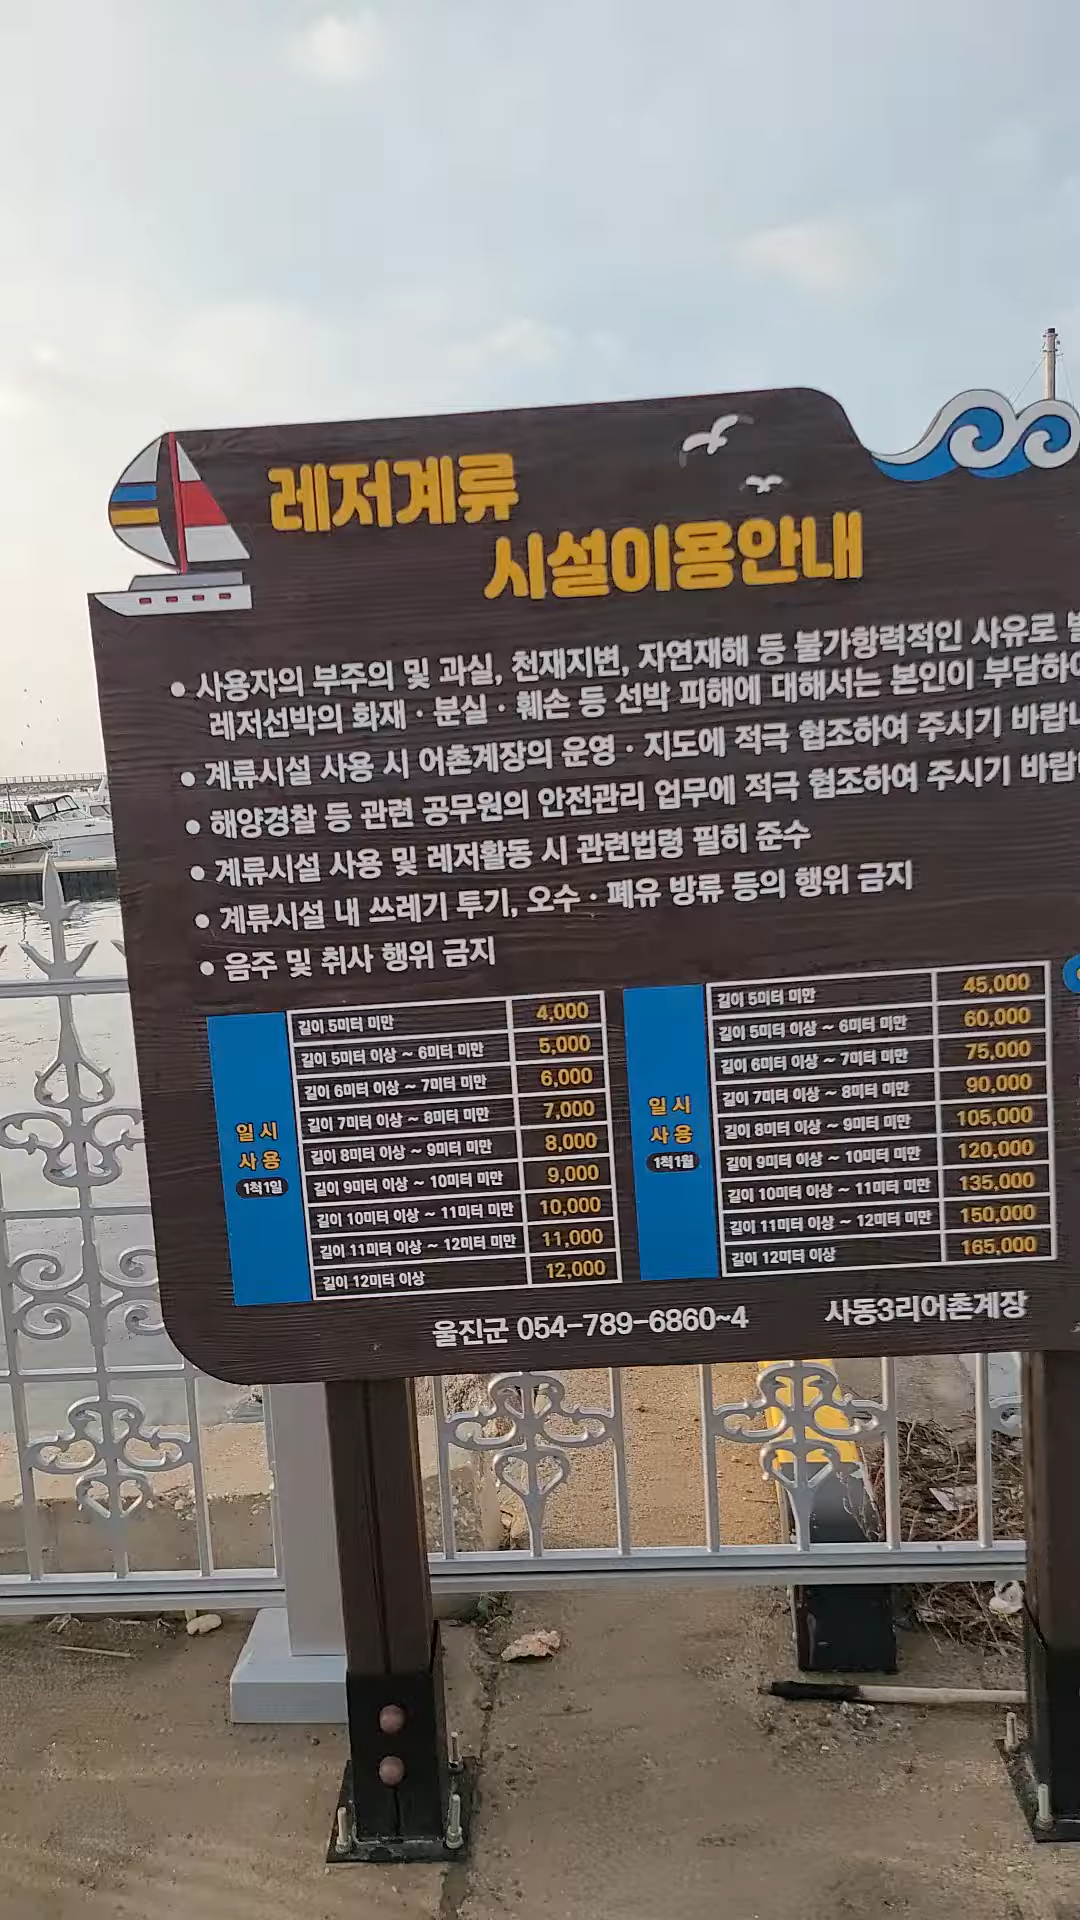 레저계류
시설이용안내
• 사용자의 부주의 및 과실, 천재지변, 자연재해 등 불가항력적인 사유로
레저선박의 화재 · 분실 · 훼손 등 선박 피해에 대해서는 본인이 부담하여
• 계류시설 사용 시 어촌계장의 운영 · 지도에 적극 협조하여 주시기 바랍니
• 해양경찰 등 관련 공무원의 안전관리 업무에 적극 협조하여 주시기 바랍
• 계류시설 사용 및 레저활동 시 관련법령 필히 준수
• 계류시설 내 쓰레기 투기, 오수 · 폐유 방류 등의 행위 금지
• 음주 및 취사 행위 금지
일시
사용
1척1일
길이 5미터 미만 4,000
길이 5미터 이상 ~ 6미터 미만 5,000
길이 6미터 이상 ~ 7미터 미만 6,000
길이 7미터 이상 ~ 8미터 미만 7,000
길이 8미터 이상 ~ 9미터 미만 8,000
길이 9미터 이상 ~ 10미터 미만 9,000
길이 10미터 이상 ~ 11미터 미만 10,000
길이 11미터 이상 ~ 12미터 미만 11,000
길이 12미터 이상 12,000
일시
사용
1척1월
길이 5미터 미만 45,000
길이 5미터 이상 ~ 6미터 미만 60,000
길이 6미터 이상 ~ 7미터 미만 75,000
길이 7미터 이상 ~ 8미터 미만 90,000
길이 8미터 이상 ~ 9미터 미만 105,000
길이 9미터 이상 ~ 10미터 미만 120,000
길이 10미터 이상 ~ 11미터 미만 135,000
길이 11미터 이상 ~ 12미터 미만 150,000
길이 12미터 이상 165,000
울진군 054-789-6860~4 사동3리어촌계장